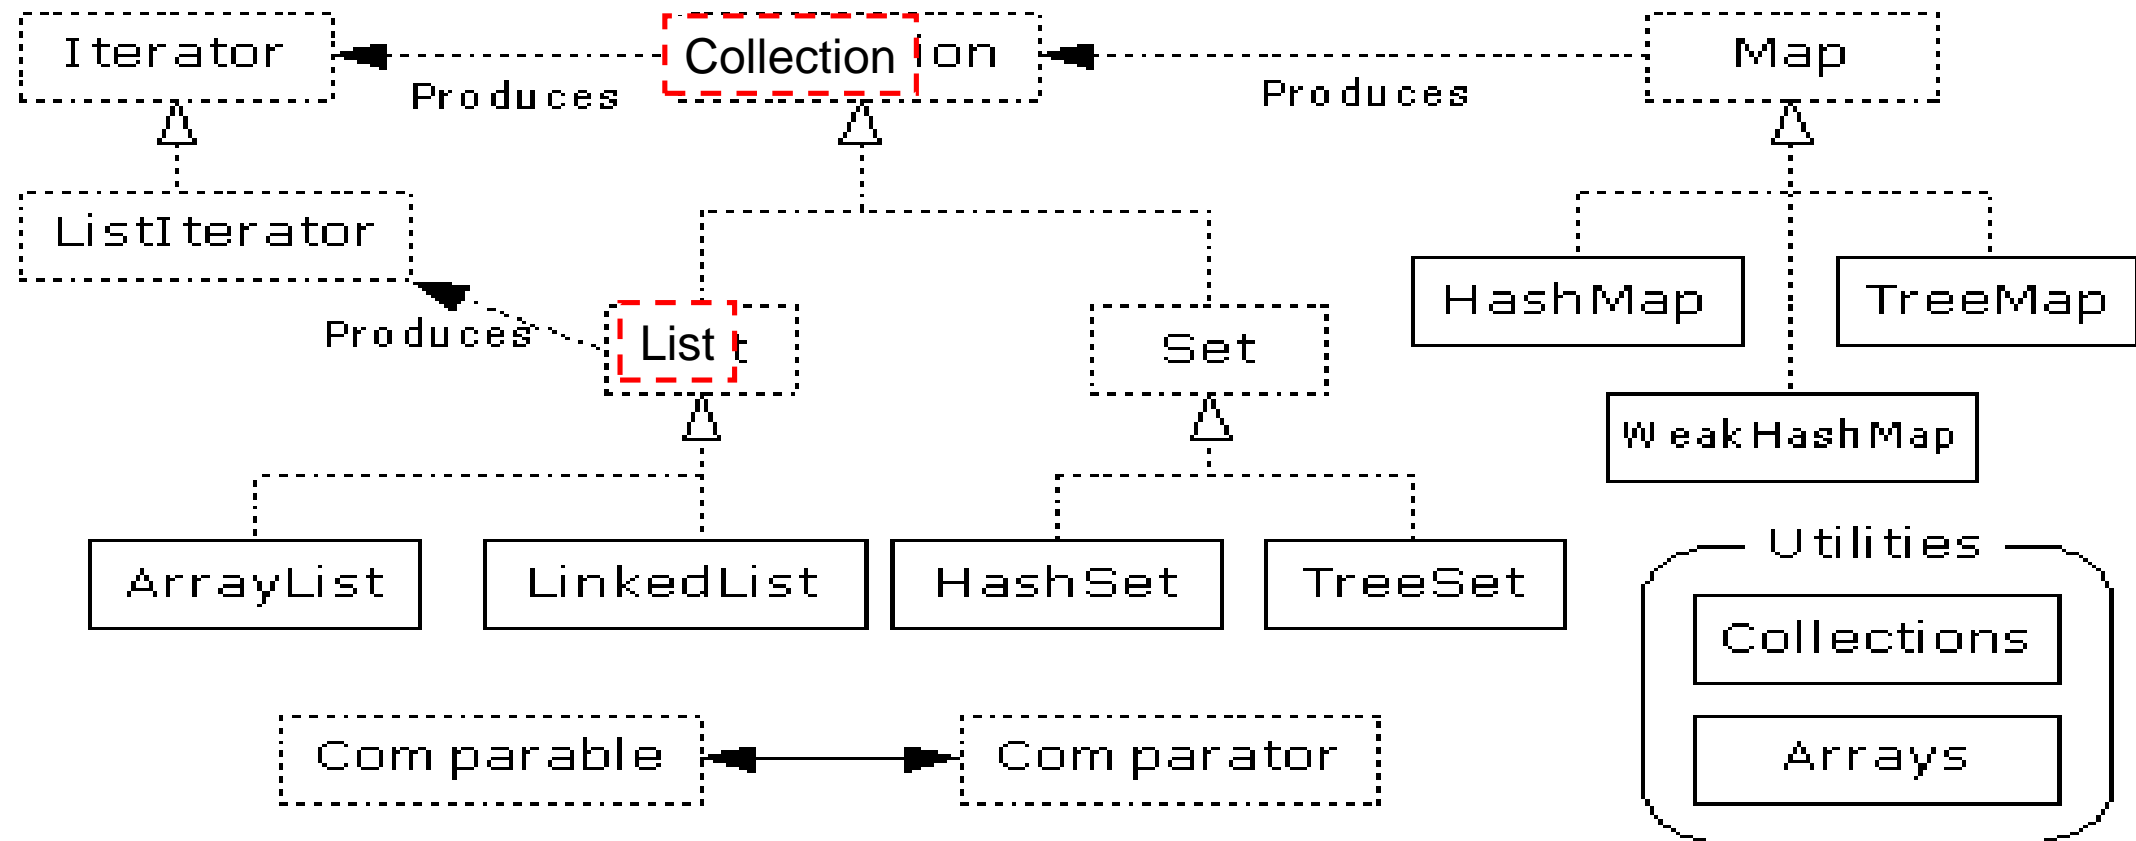 Iterator
Collection
ion
Map
Produces
Produces
ListIterator
HashMap
TreeMap
Produces
List
t
Set
WeakHashMap
ArrayList
LinkedList
HashSet
TreeSet
Utilities
Collections
Comparable
Comparator
Arrays